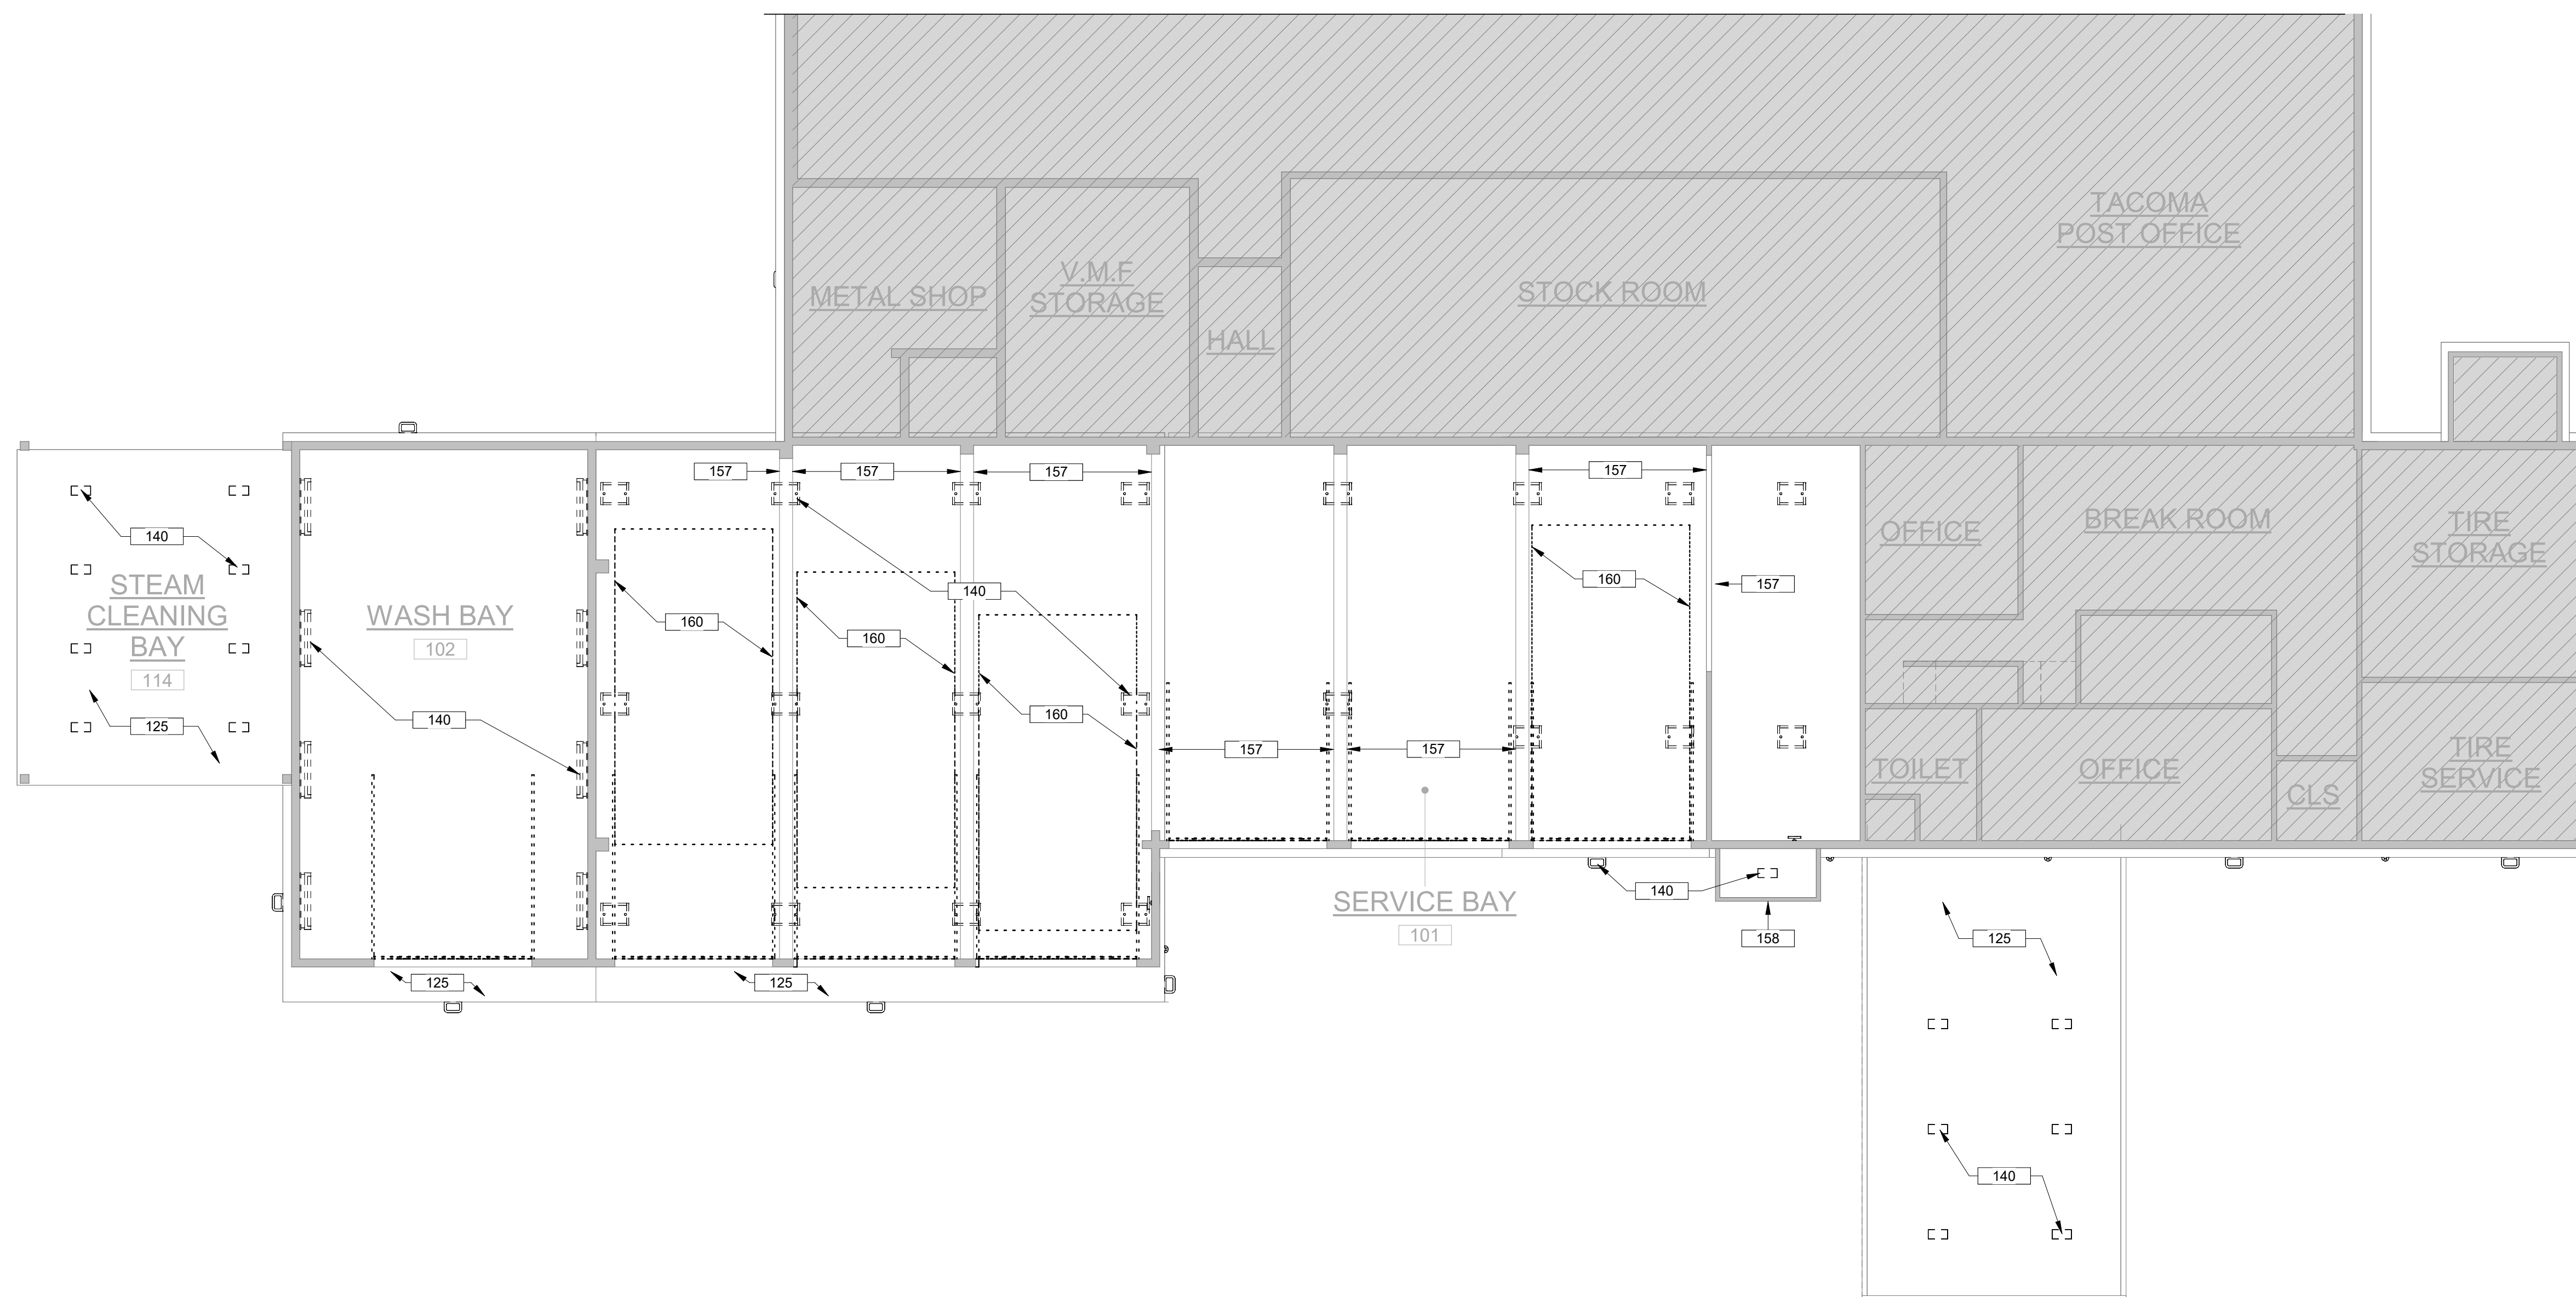 TACOMA
POST OFFICE
METAL SHOP
V.M.F
STORAGE
HALL
STOCK ROOM
157
157
157
157
OFFICE
BREAK ROOM
TIRE
STORAGE
140
STEAM
CLEANING
BAY
114
125
WASH BAY
102
140
160
160
140
160
160
157
157
157
TOILET
OFFICE
CLS
TIRE
SERVICE
SERVICE BAY
101
140
158
125
125
125
140